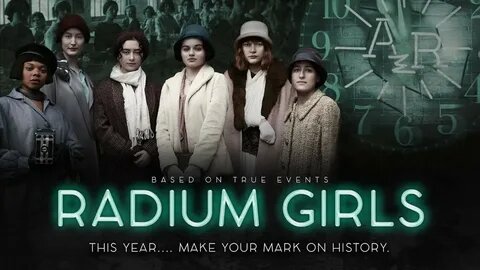 BASED ON TRUE EVENTS
RADIUM GIRLS
THIS YEAR.... MAKE YOUR MARK ON HISTORY.